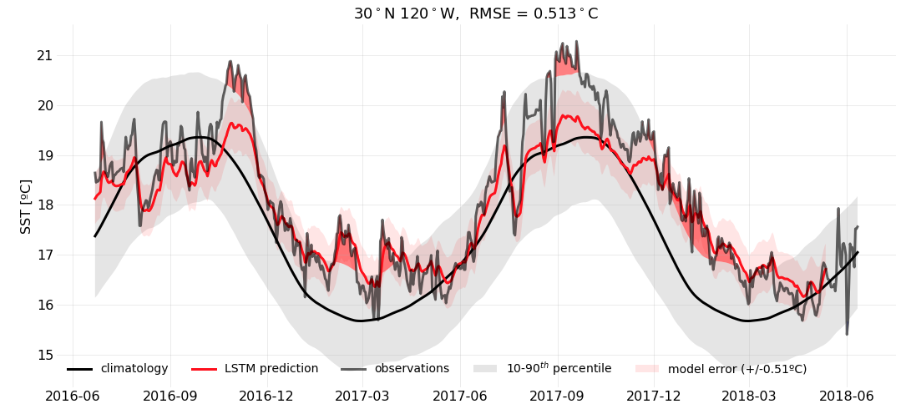 30°N 120°W, RMSE = 0.513°C
SST [ºC]
21
20
19
18
17
16
15
climatology LSTM prediction observations 10-90th percentile model error (+/-0.51ºC)
2016-06 2016-09 2016-12 2017-03 2017-06 2017-09 2017-12 2018-03 2018-06